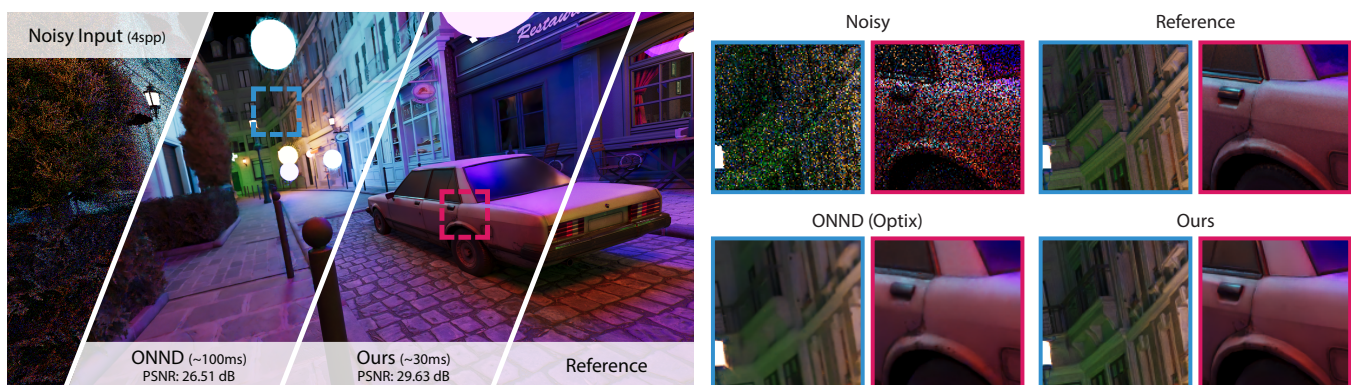 Noisy Input (4spp)
Restaura
ONND (~100ms)
PSNR: 26.51 dB
Ours (~30ms)
PSNR: 29.63 dB
Reference
Noisy
Reference
ONND (Optix)
Ours